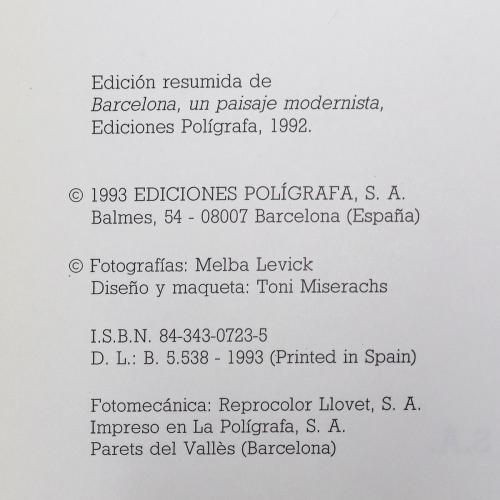 Edición resumida de
Barcelona, un paisaje modernista,
Ediciones Polígrafa, 1992.
© 1993 EDICIONES POLÍGRAFA, S. A.
Balmes, 54 - 08007 Barcelona (España)
© Fotografías: Melba Levick
Diseño y maqueta: Toni Miserachs
I.S.B.N. 84-343-0723-5
D. L.: B. 5.538 - 1993 (Printed in Spain)
Fotomecánica: Reprocolor Llovet, S. A.
Impreso en La Polígrafa, S. A.
Parets del Vallès (Barcelona)